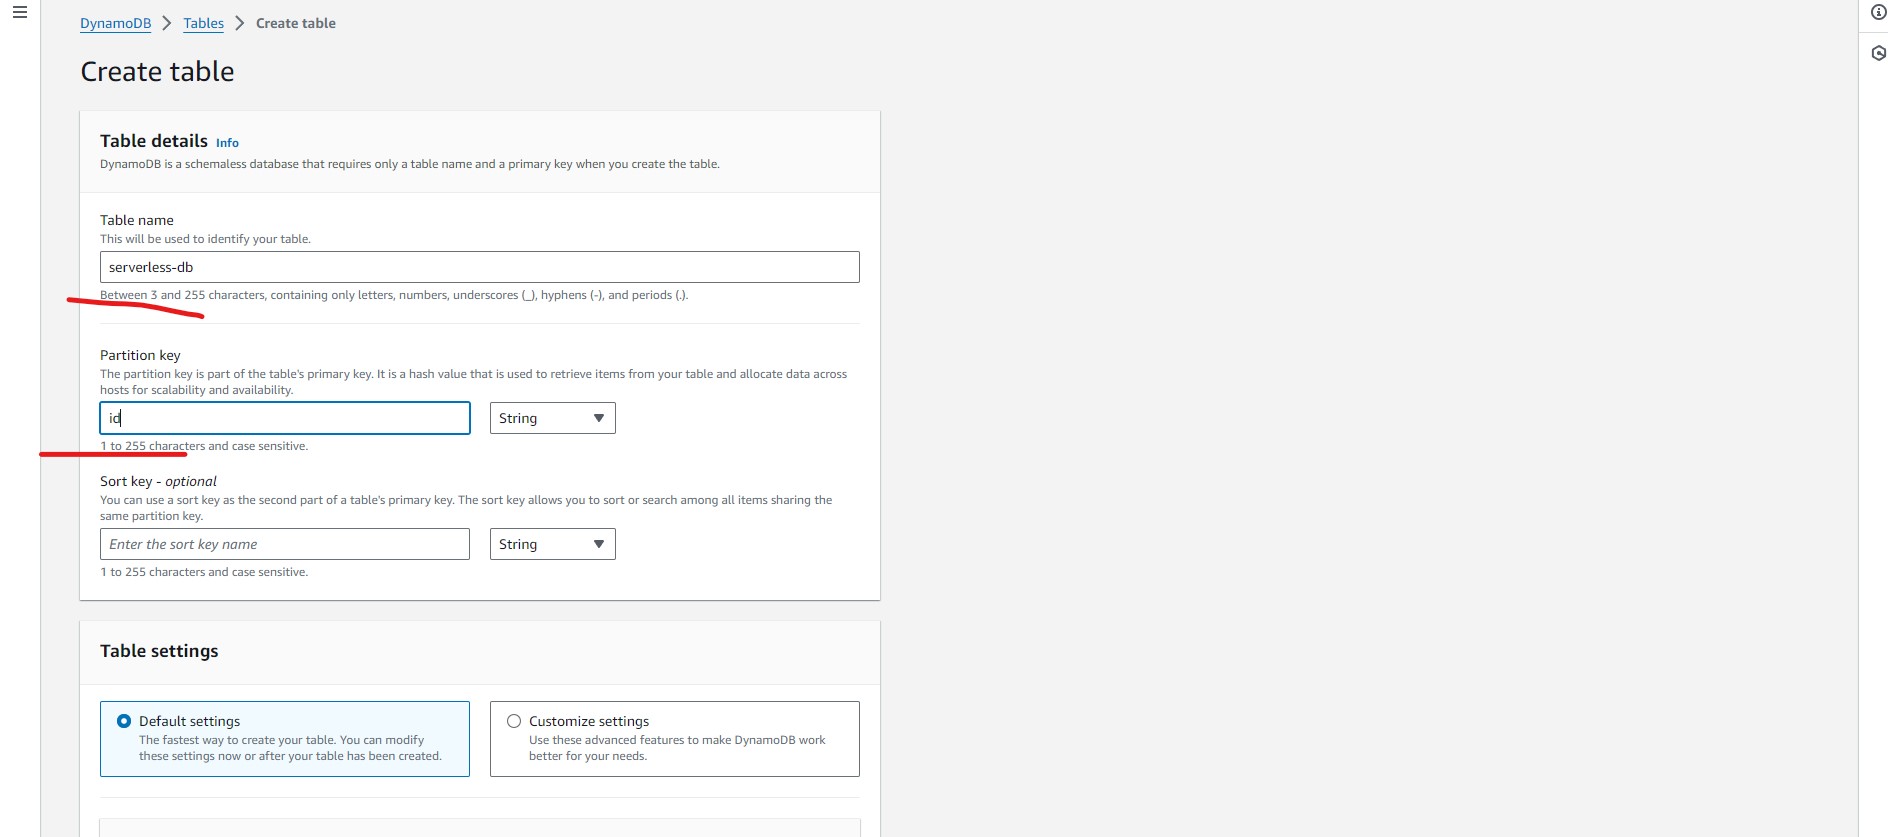 DynamoDB > Tables > Create table
Create table
Table details Info
DynamoDB is a schemaless database that requires only a table name and a primary key when you create the table.
Table name
This will be used to identify your table.
serverless-db
Between 3 and 255 characters, containing only letters, numbers, underscores (_), hyphens (-), and periods (.).
Partition key
The partition key is part of the table's primary key. It is a hash value that is used to retrieve items from your table and allocate data across
hosts for scalability and availability.
id
String
1 to 255 characters and case sensitive.
Sort key - optional
You can use a sort key as the second part of a table's primary key. The sort key allows you to sort or search among all items sharing the
same partition key.
Enter the sort key name
String
1 to 255 characters and case sensitive.
Table settings
Default settings
The fastest way to create your table. You can modify
these settings now or after your table has been created.
Customize settings
Use these advanced features to make DynamoDB work
better for your needs.